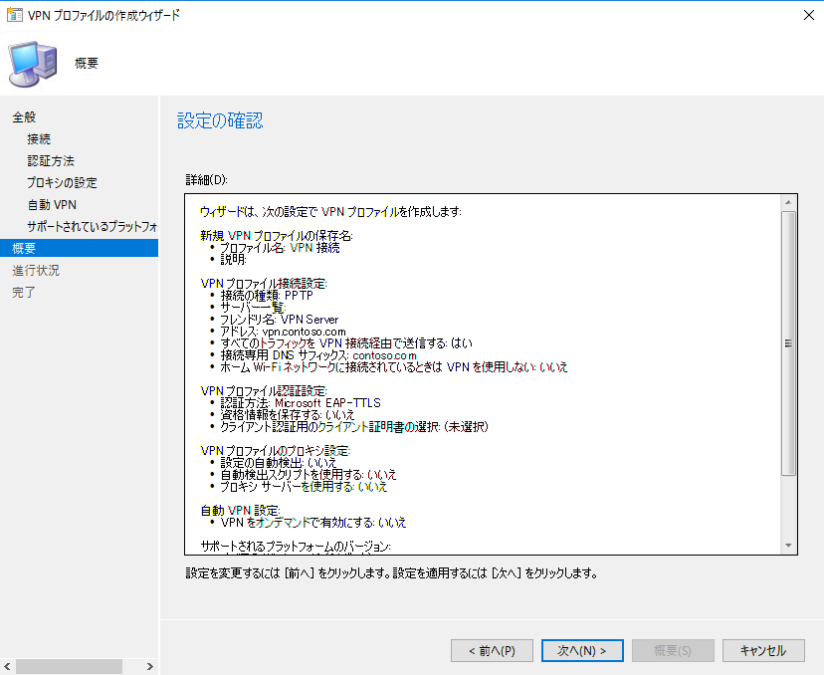 VPN プロファイルの作成ウィザード
概要
全般
接続
認証方法
プロキシの設定
自動 VPN
サポートされているプラットフォ
概要
進行状況
完了
設定の確認
詳細(D):
ウィザードは、次の設定で VPN プロファイルを作成します:
新規 VPN プロファイルの保存名:
• プロファイル名: VPN 接続
• 説明:
VPN プロファイル接続設定:
• 接続の種類: PPTP
• サーバー一覧:
• フレンドリ名: VPN Server
• アドレス: vpn.contoso.com
• すべてのトラフィックを VPN 接続経由で送信する: はい
• 接続専用 DNS サフィックス: contoso.com
• ホーム Wi-Fi ネットワークに接続されているときは VPN を使用しない: いいえ
VPN プロファイル認証設定:
• 認証方法: Microsoft EAP-TTLS
• 資格情報を保存する: いいえ
• クライアント認証用のクライアント証明書の選択: (未選択)
VPN プロファイルのプロキシ設定:
• 設定の自動検出: いいえ
• 自動検出スクリプトを使用する: いいえ
• プロキシ サーバーを使用する: いいえ
自動 VPN 設定:
• VPN をオンデマンドで有効にする: いいえ
サポートされるプラットフォームのバージョン:
設定を変更するには [前へ] をクリックします。設定を適用するには [次へ] をクリックします。
< 前へ(P)
次へ(N) >
概要(S)
キャンセル